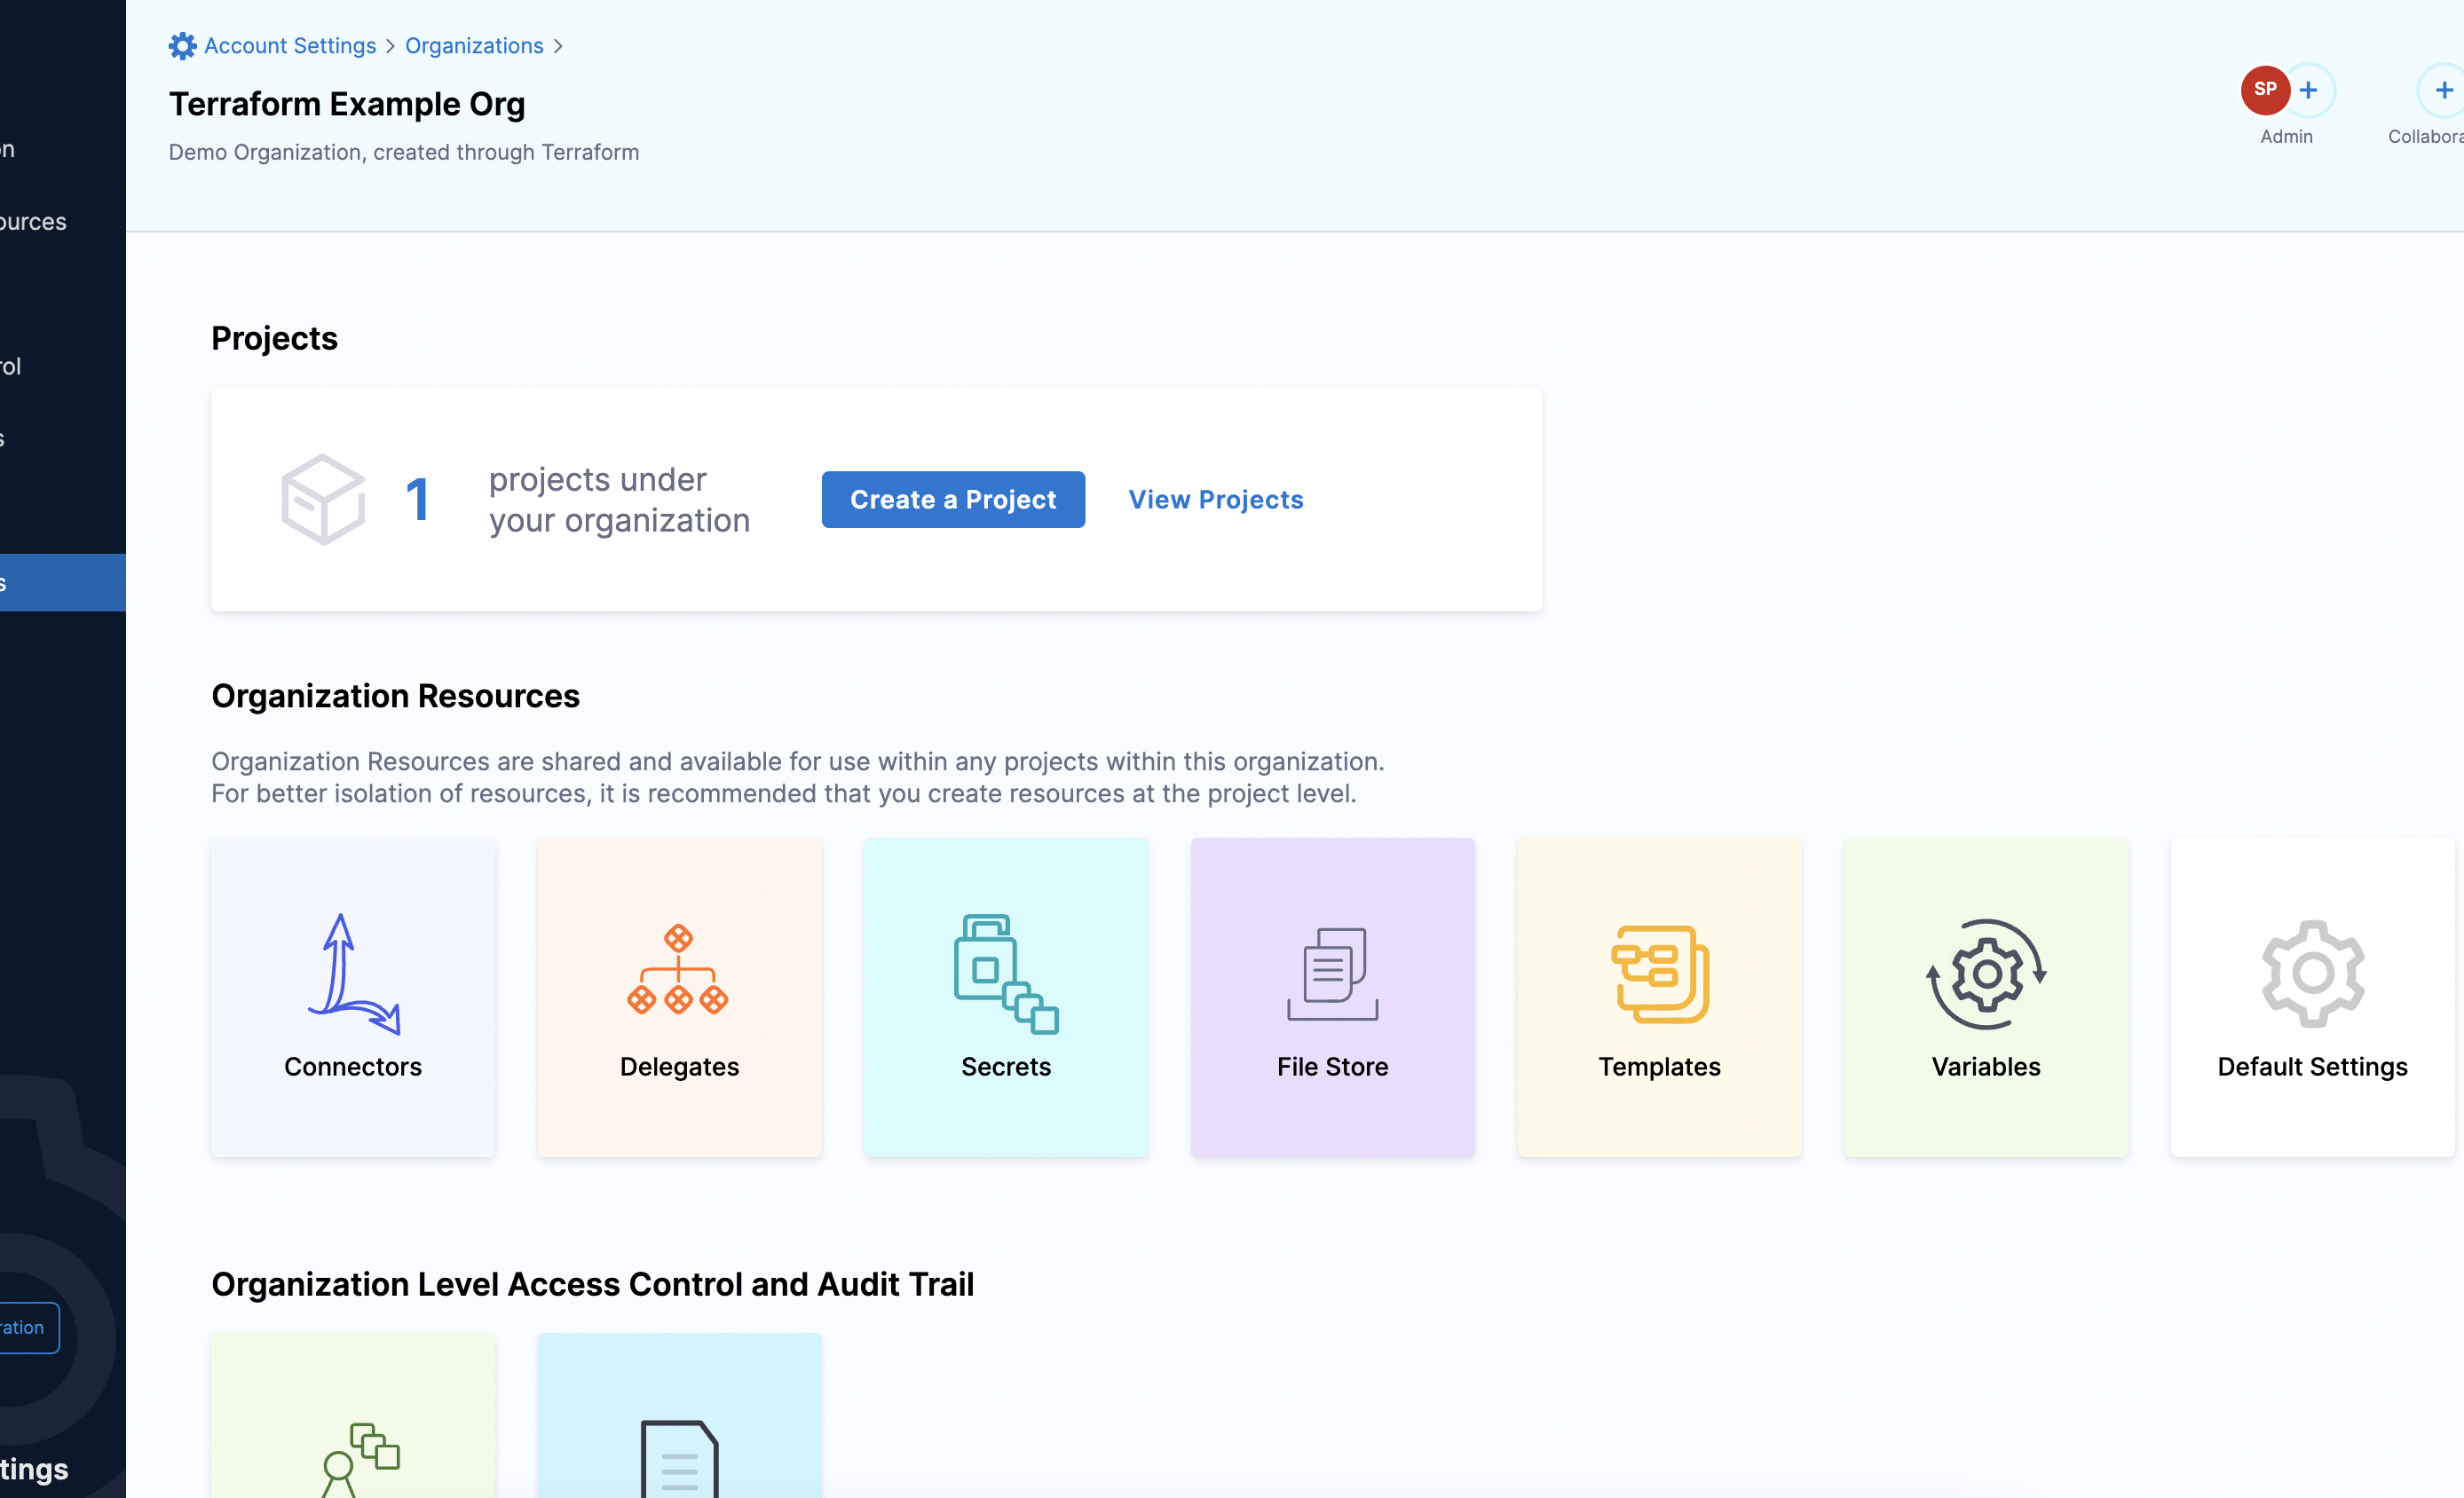 Account Settings > Organizations >
Terraform Example Org
Demo Organization, created through Terraform
SP
+
+
Admin
Collabora
on
ources
rol
s
s
ration
tings
Projects
1
projects under
your organization
Create a Project
View Projects
Organization Resources
Organization Resources are shared and available for use within any projects within this organization.
For better isolation of resources, it is recommended that you create resources at the project level.
Connectors
Delegates
Secrets
File Store
Templates
Variables
Default Settings
Organization Level Access Control and Audit Trail